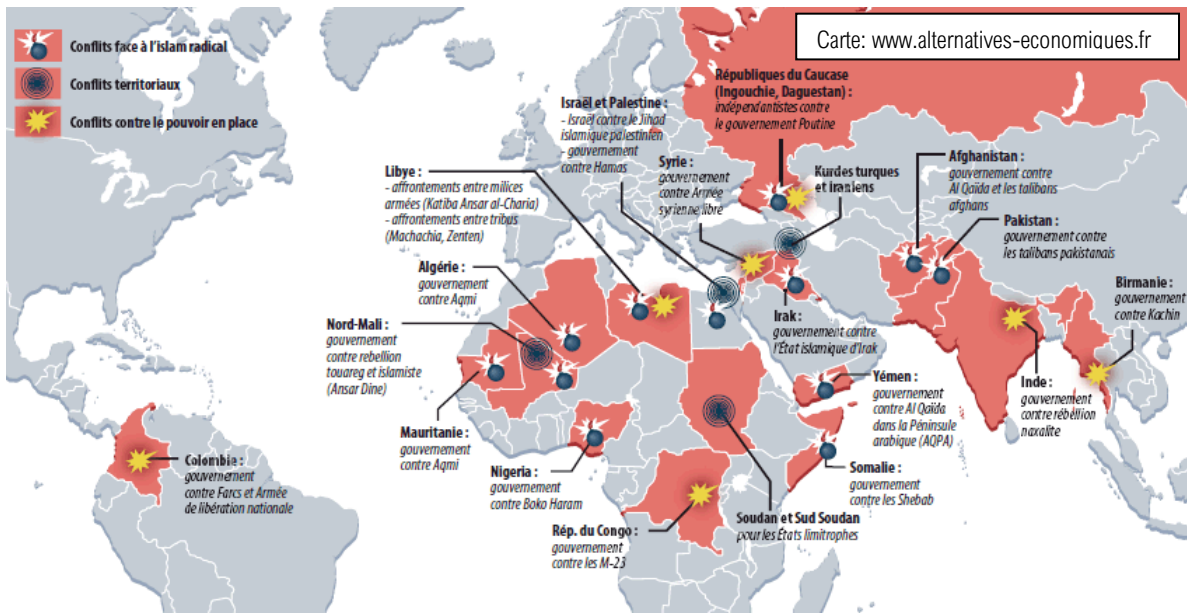 Conflits face à l'islam radical
Conflits territoriaux
Conflits contre le pouvoir en place
Carte: www.alternatives-economiques.fr
Républiques du Caucase
(Ingouchie, Daguestan) :
indépendantistes contre
le gouvernement Poutine
Israël et Palestine :
- Israël contre le Jihad
islamique palestinien
- gouvernement
contre Hamas
Syrie :
gouvernement
contre Armée
syrienne libre
Kurdes turques
et iraniens
Afghanistan :
gouvernement contre
Al Qaïda et les talibans
afghans
Libye :
- affrontements entre milices
armées (Katiba Ansar al-Charia)
- affrontements entre tribus
(Machachia, Zenten)
Pakistan :
gouvernement contre
les talibans pakistanais
Algérie :
gouvernement
contre Aqmi
Birmanie :
gouvernement
contre Kachin
Nord-Mali :
gouvernement
contre rebellion
touareg et islamiste
(Ansar Dine)
Irak :
gouvernement contre
l'État islamique d'Irak
Yémen :
gouvernement
contre Al Qaïda
dans la Péninsule
arabique (AQPA)
Inde :
gouvernement
contre rébellion
naxalite
Mauritanie :
gouvernement
contre Aqmi
Colombie :
gouvernement
contre Farcs et Armée
de libération nationale
Nigeria :
gouvernement
contre Boko Haram
Somalie :
gouvernement
contre les Shebab
Rép. du Congo :
gouvernement
contre les M-23
Soudan et Sud Soudan
pour les États limitrophes